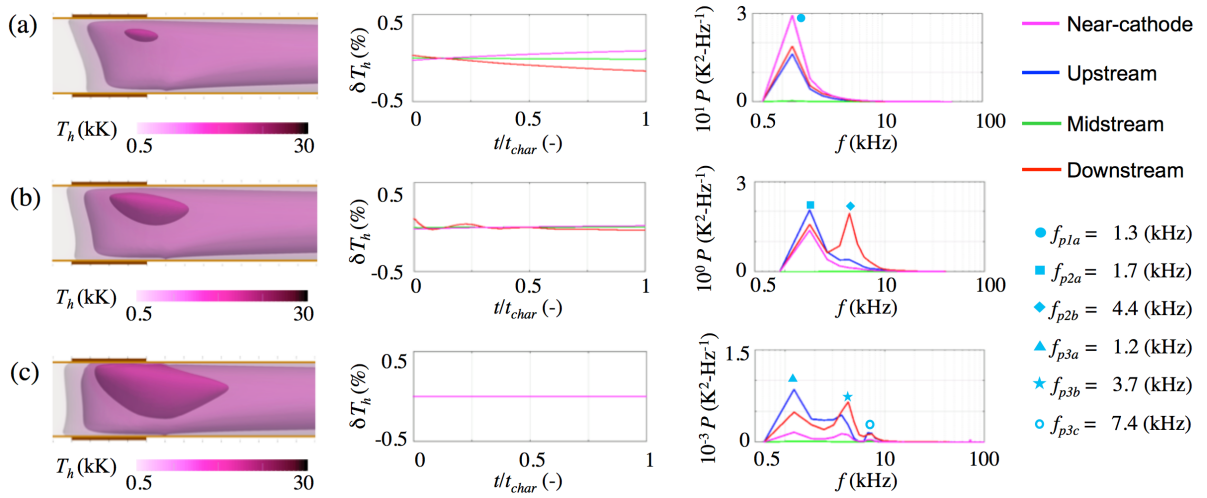 (a)
T_h (kK)
0.5
30
δT_h (%)
0.5
-0.5
0
0.5
1
t/t_char (-)
10¹ P (K²-Hz⁻¹)
3
0
0.5
10
100
f (kHz)
Near-cathode
Upstream
Midstream
Downstream
(b)
T_h (kK)
0.5
30
δT_h (%)
0.5
-0.5
0
0.5
1
t/t_char (-)
10⁰ P (K²-Hz⁻¹)
3
0
0.5
10
100
f (kHz)
f_p1a = 1.3 (kHz)
f_p2a = 1.7 (kHz)
f_p2b = 4.4 (kHz)
f_p3a = 1.2 (kHz)
f_p3b = 3.7 (kHz)
f_p3c = 7.4 (kHz)
(c)
T_h (kK)
0.5
30
δT_h (%)
0.5
-0.5
0
0.5
1
t/t_char (-)
10⁻³ P (K²-Hz⁻¹)
1.5
0
0.5
10
100
f (kHz)